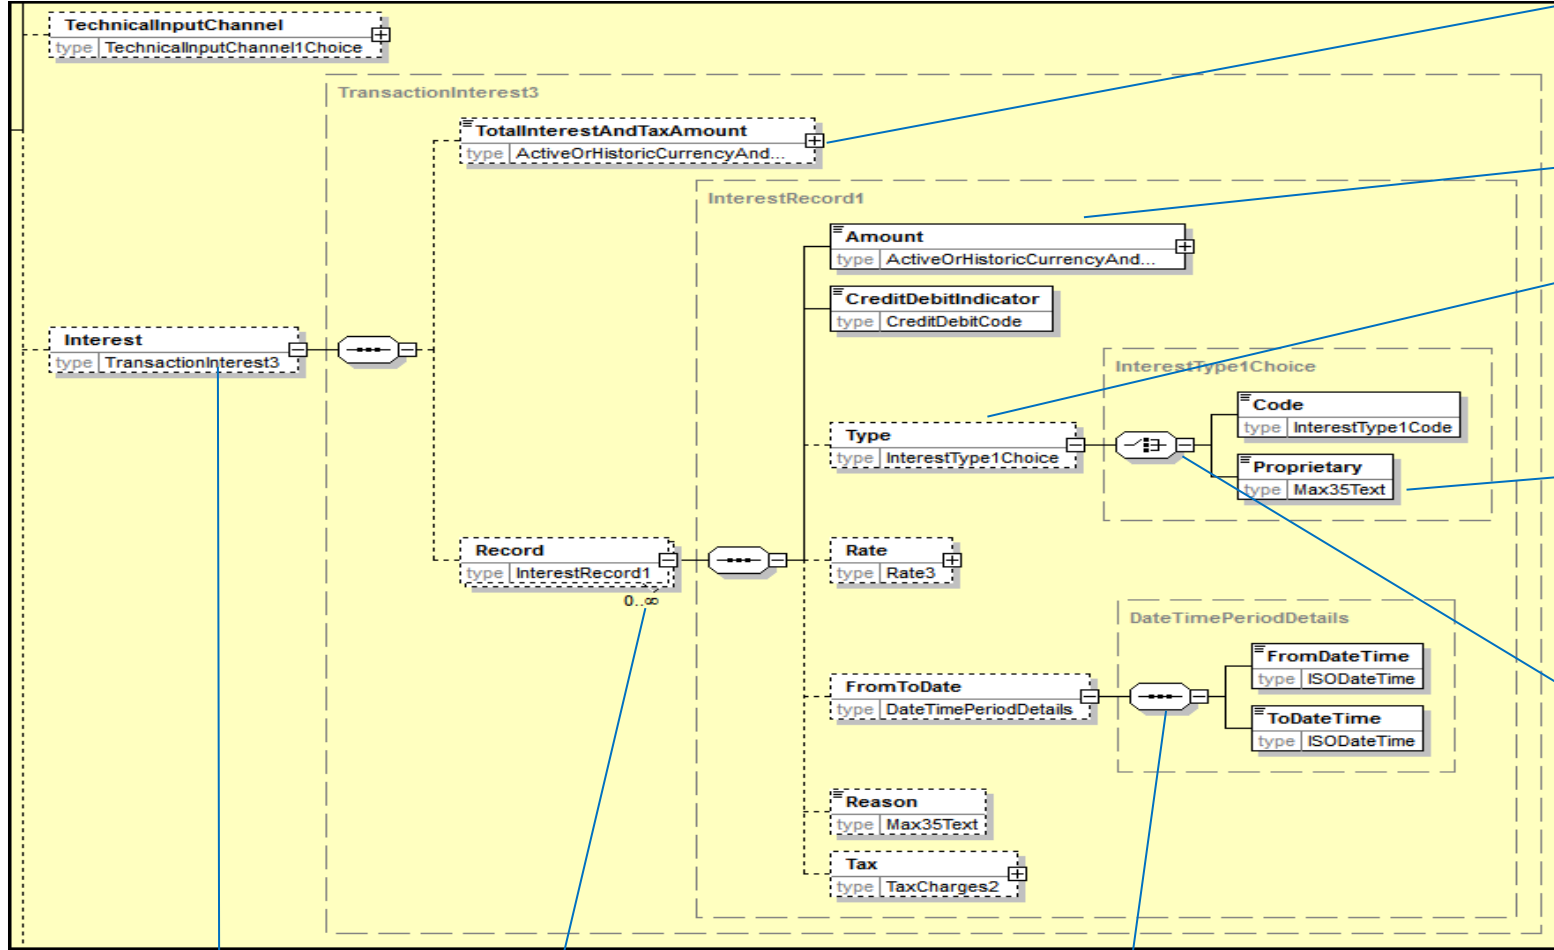 TechnicalInputChannel
type TechnicalInputChannel1Choice
TransactionInterest3
TotalInterestAndTaxAmount
type ActiveOrHistoricCurrencyAnd...
InterestRecord1
Amount
type ActiveOrHistoricCurrencyAnd...
CreditDebitIndicator
type CreditDebitCode
Interest
type TransactionInterest3
InterestType1Choice
Code
type InterestType1Code
Type
type InterestType1Choice
Proprietary
type Max35Text
Record
type InterestRecord1
0..∞
Rate
type Rate3
DateTimePeriodDetails
FromDateTime
type ISODateTime
FromToDate
type DateTimePeriodDetails
ToDateTime
type ISODateTime
Reason
type Max35Text
Tax
type TaxCharges2